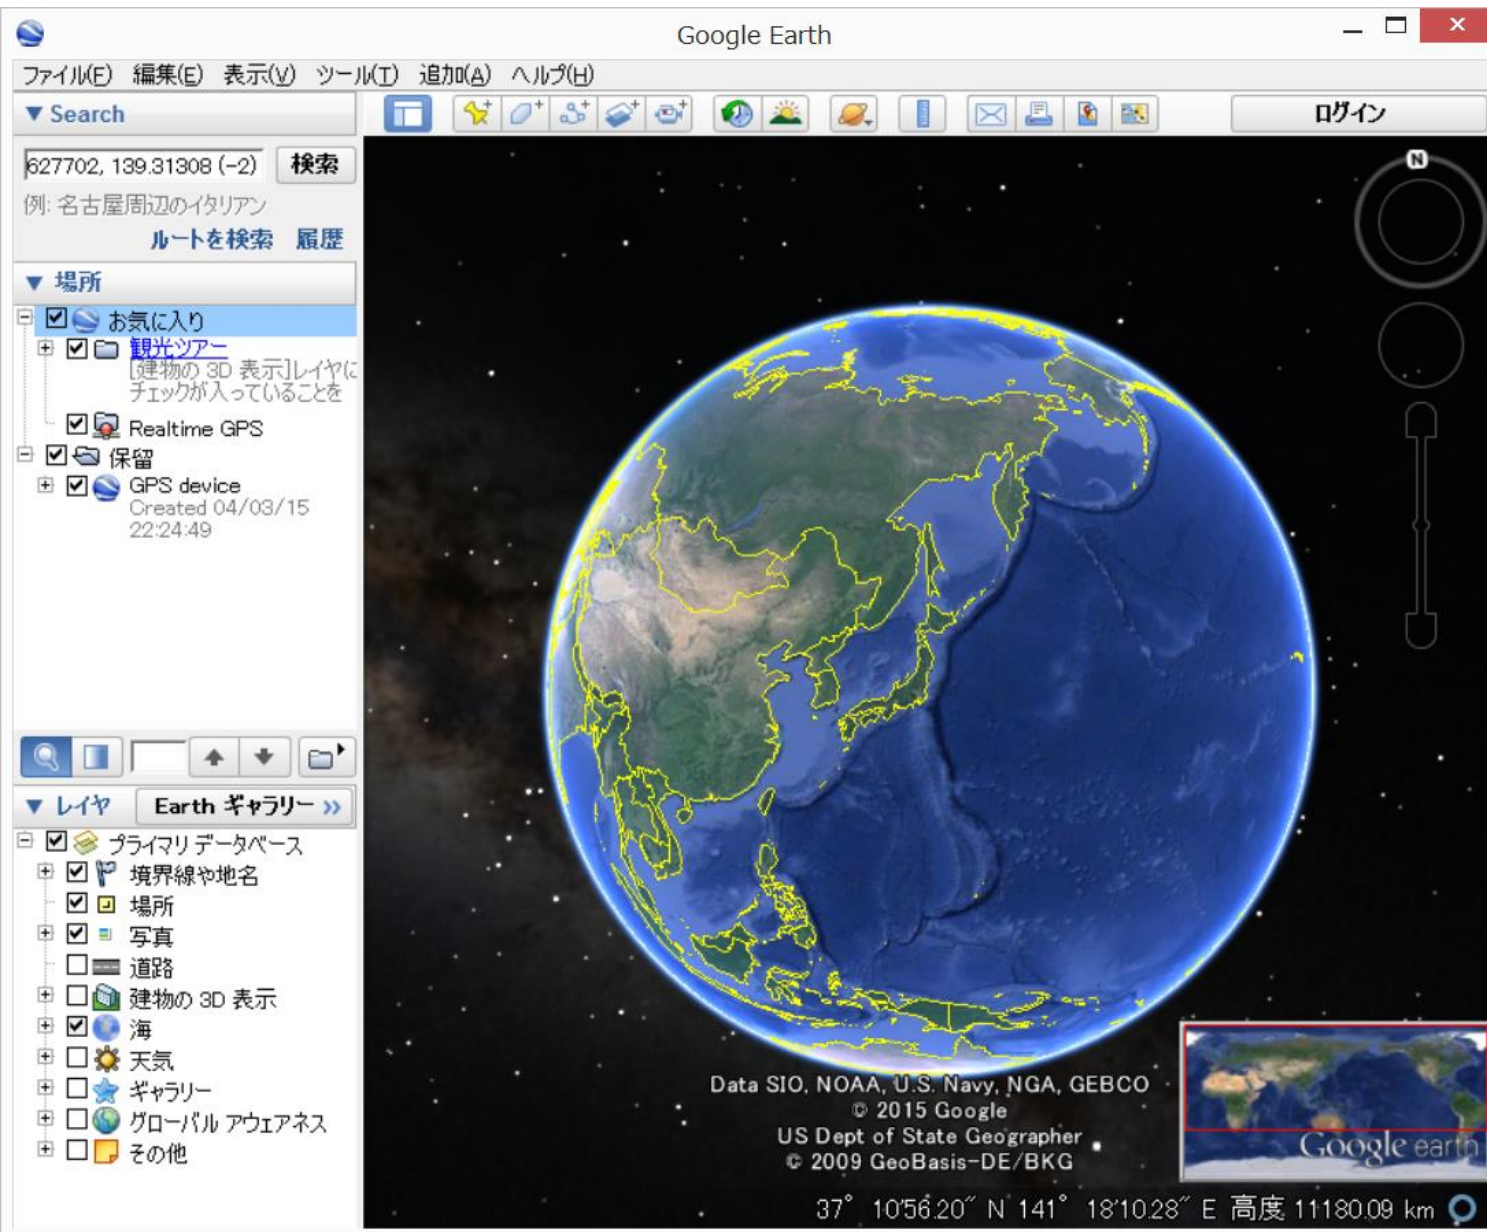 Google Earth
ファイル(F) 編集(E) 表示(V) ツール(T) 追加(A) ヘルプ(H)
Search
ログイン
627702, 139.31308 (-2) 検索
例: 名古屋周辺のイタリアン
ルートを検索 履歴
場所
お気に入り
観光ツアー
[建物の 3D 表示]レイヤに
チェックが入っていることを
Realtime GPS
保留
GPS device
Created 04/03/15
22:24:49
レイヤ Earth ギャラリー >>
プライマリ データベース
境界線や地名
場所
写真
道路
建物の 3D 表示
海
天気
ギャラリー
グローバル アウェアネス
その他
N
Data SIO, NOAA, U.S. Navy, NGA, GEBCO
© 2015 Google
US Dept of State Geographer
© 2009 GeoBasis-DE/BKG
Google earth
37° 10'56.20" N 141° 18'10.28" E 高度 11180.09 km